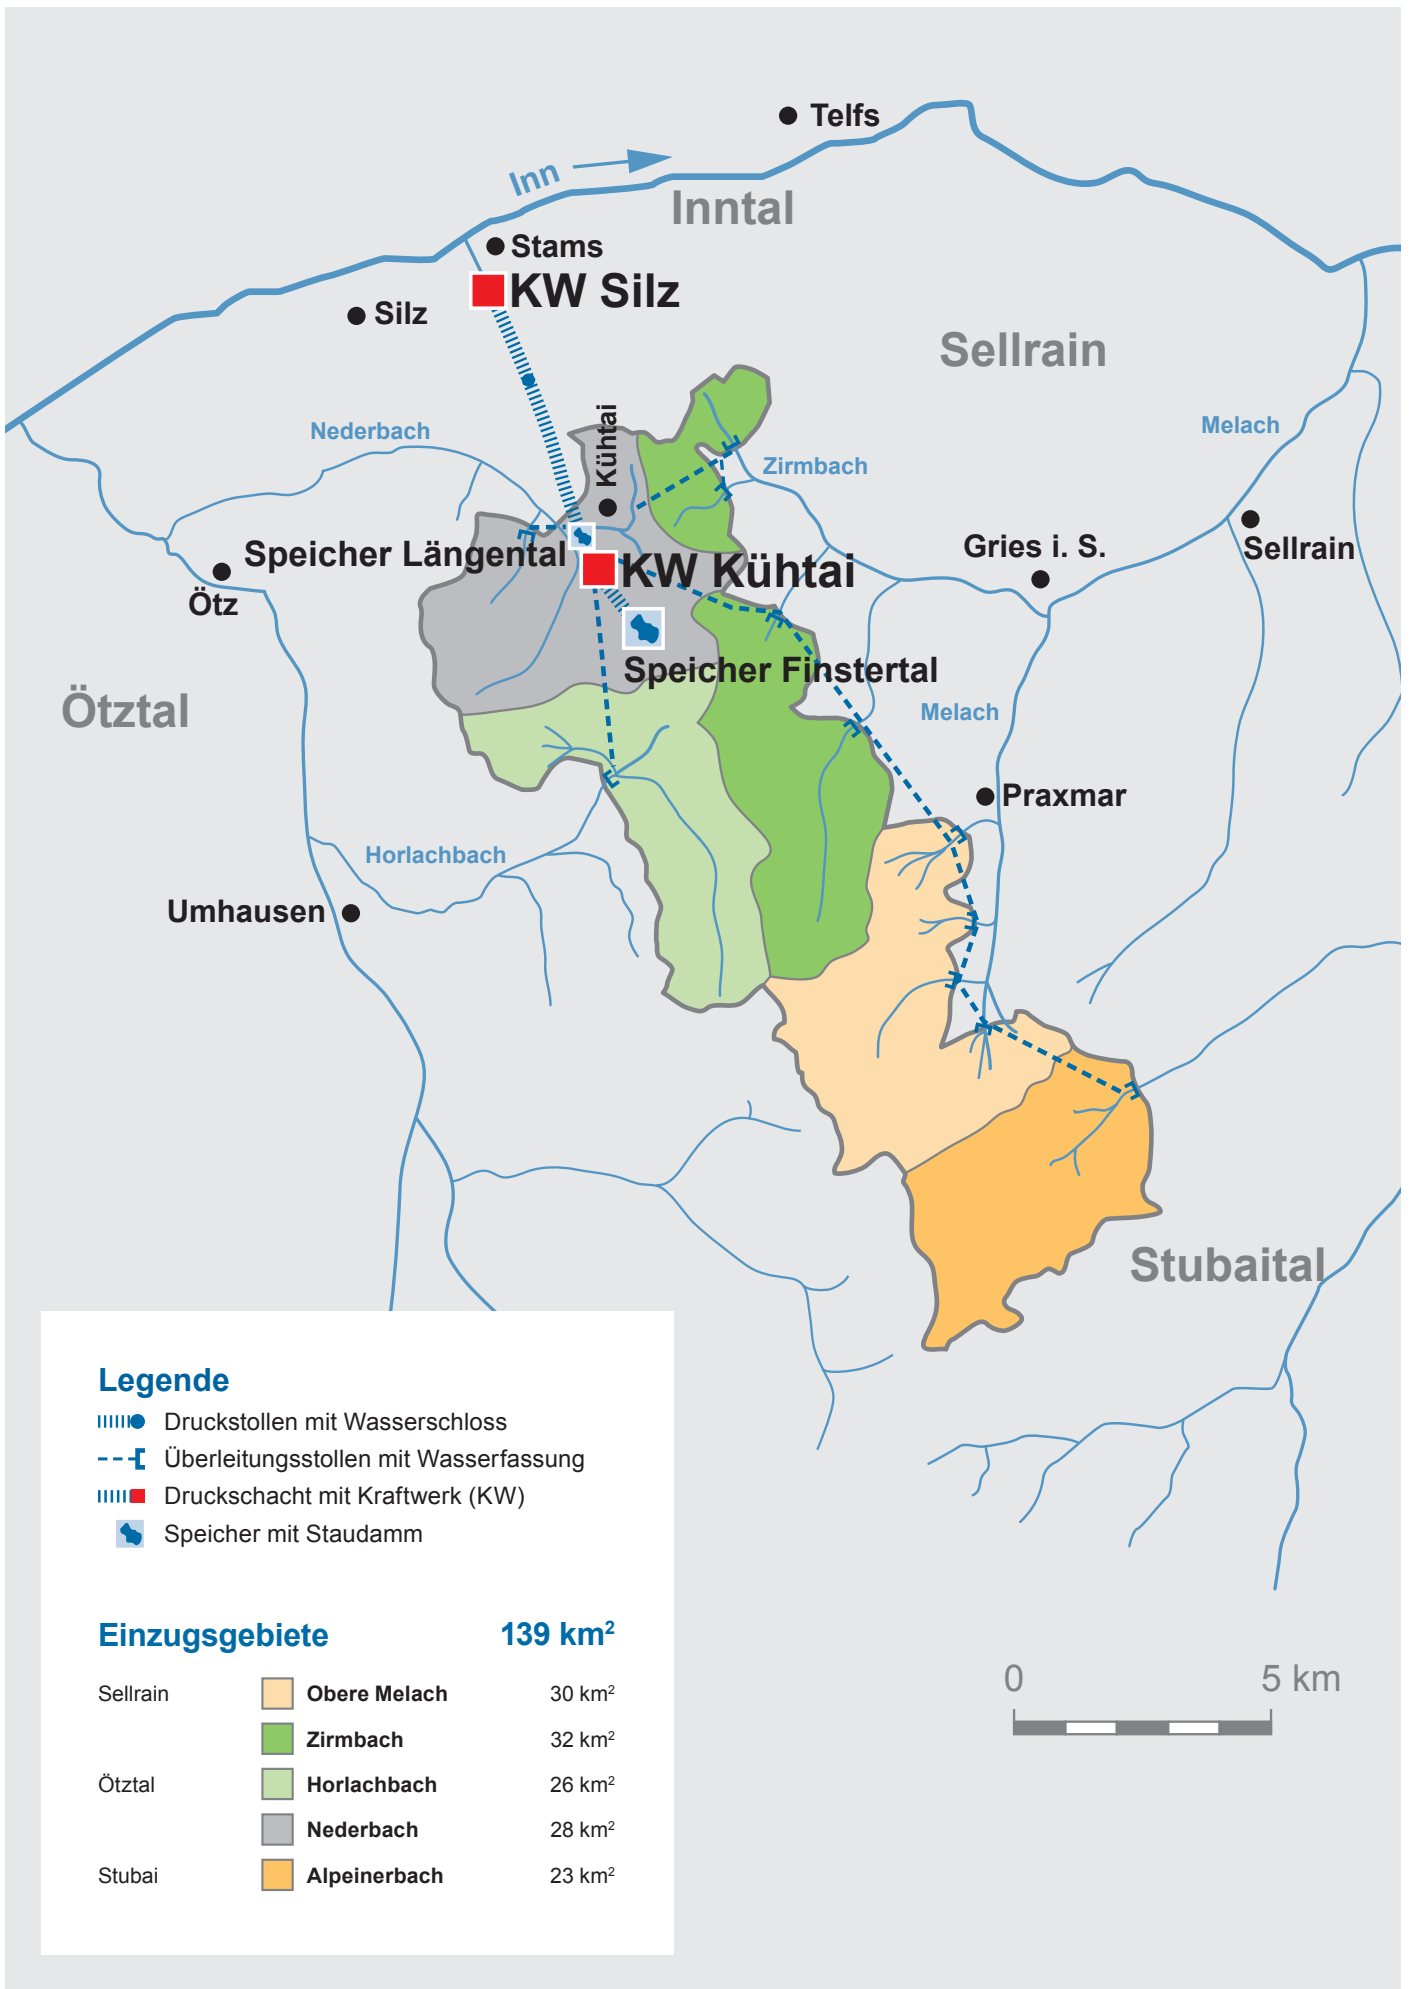 Telfs
Inn
Inntal
Stams
KW Silz
Silz
Sellrain
Nederbach
Kühtai
Zirmbach
Melach
Speicher Längental
KW Kühtai
Gries i. S.
Sellrain
Ötz
Speicher Finstertal
Ötztal
Melach
Praxmar
Horlachbach
Umhausen
Stubaital
Legende
Druckstollen mit Wasserschloss
Überleitungsstollen mit Wasserfassung
Druckschacht mit Kraftwerk (KW)
Speicher mit Staudamm
Einzugsgebiete 139 km²
Sellrain Obere Melach 30 km²
Zirmbach 32 km²
Ötztal Horlachbach 26 km²
Nederbach 28 km²
Stubai Alpeinerbach 23 km²
0 5 km